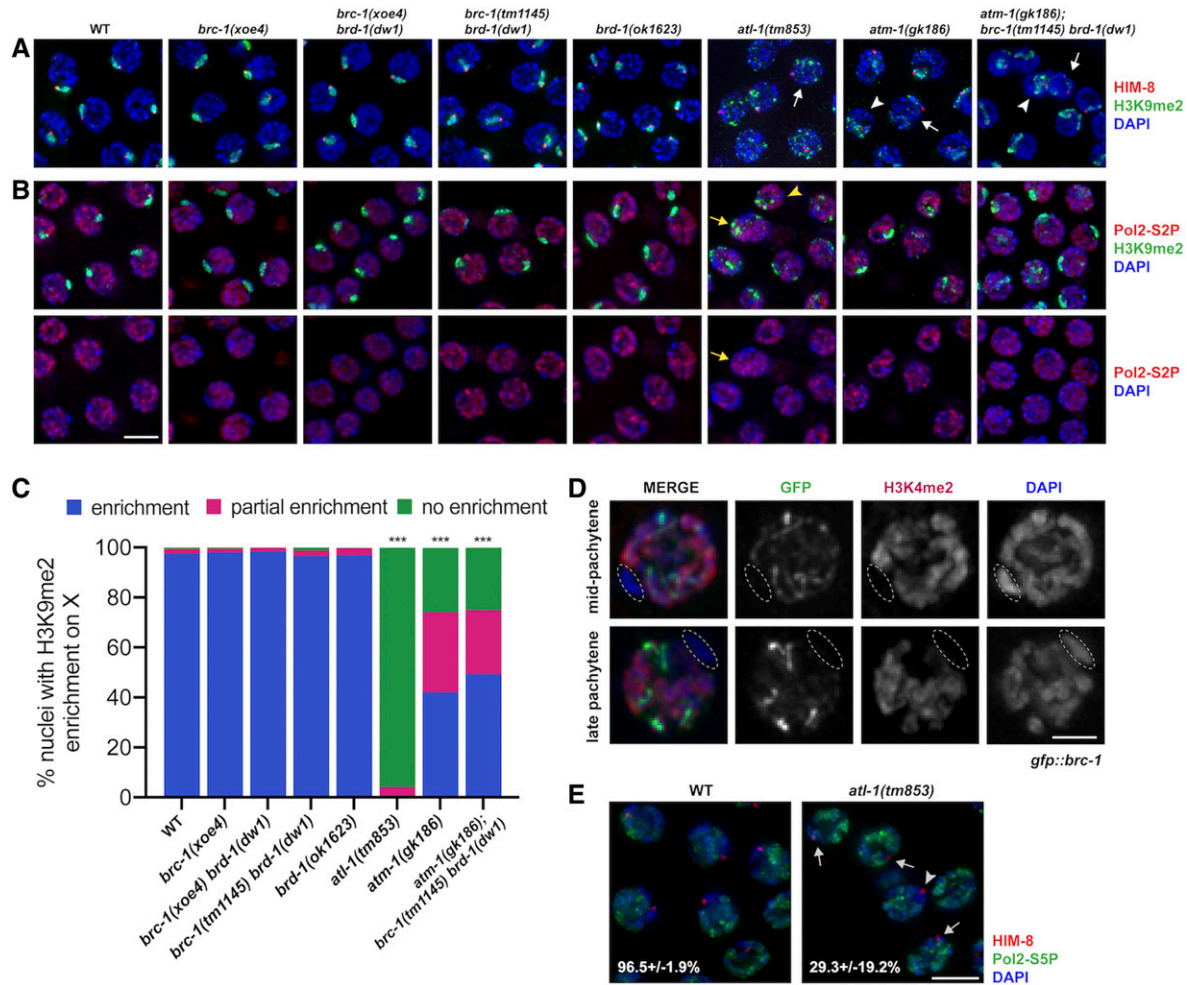 WT
brc-1(xoe4)
brc-1(xoe4)
brd-1(dw1)
brc-1(tm1145)
brd-1(dw1)
brd-1(ok1623)
atl-1(tm853)
atm-1(gk186)
atm-1(gk186);
brc-1(tm1145) brd-1(dw1)
A
HIM-8
H3K9me2
DAPI
B
Pol2-S2P
H3K9me2
DAPI
Pol2-S2P
DAPI
C
enrichment
partial enrichment
no enrichment
% nuclei with H3K9me2
enrichment on X
100
80
60
40
20
0
***
***
***
WT
brc-1(xoe4)
brc-1(xoe4) brd-1(dw1)
brc-1(tm1145) brd-1(dw1)
brd-1(ok1623)
atl-1(tm853)
atm-1(gk186)
atm-1(gk186);
brc-1(tm1145) brd-1(dw1)
D
MERGE
GFP
H3K4me2
DAPI
mid-pachytene
late pachytene
gfp::brc-1
E
WT
atl-1(tm853)
96.5+/-1.9%
29.3+/-19.2%
HIM-8
Pol2-S5P
DAPI